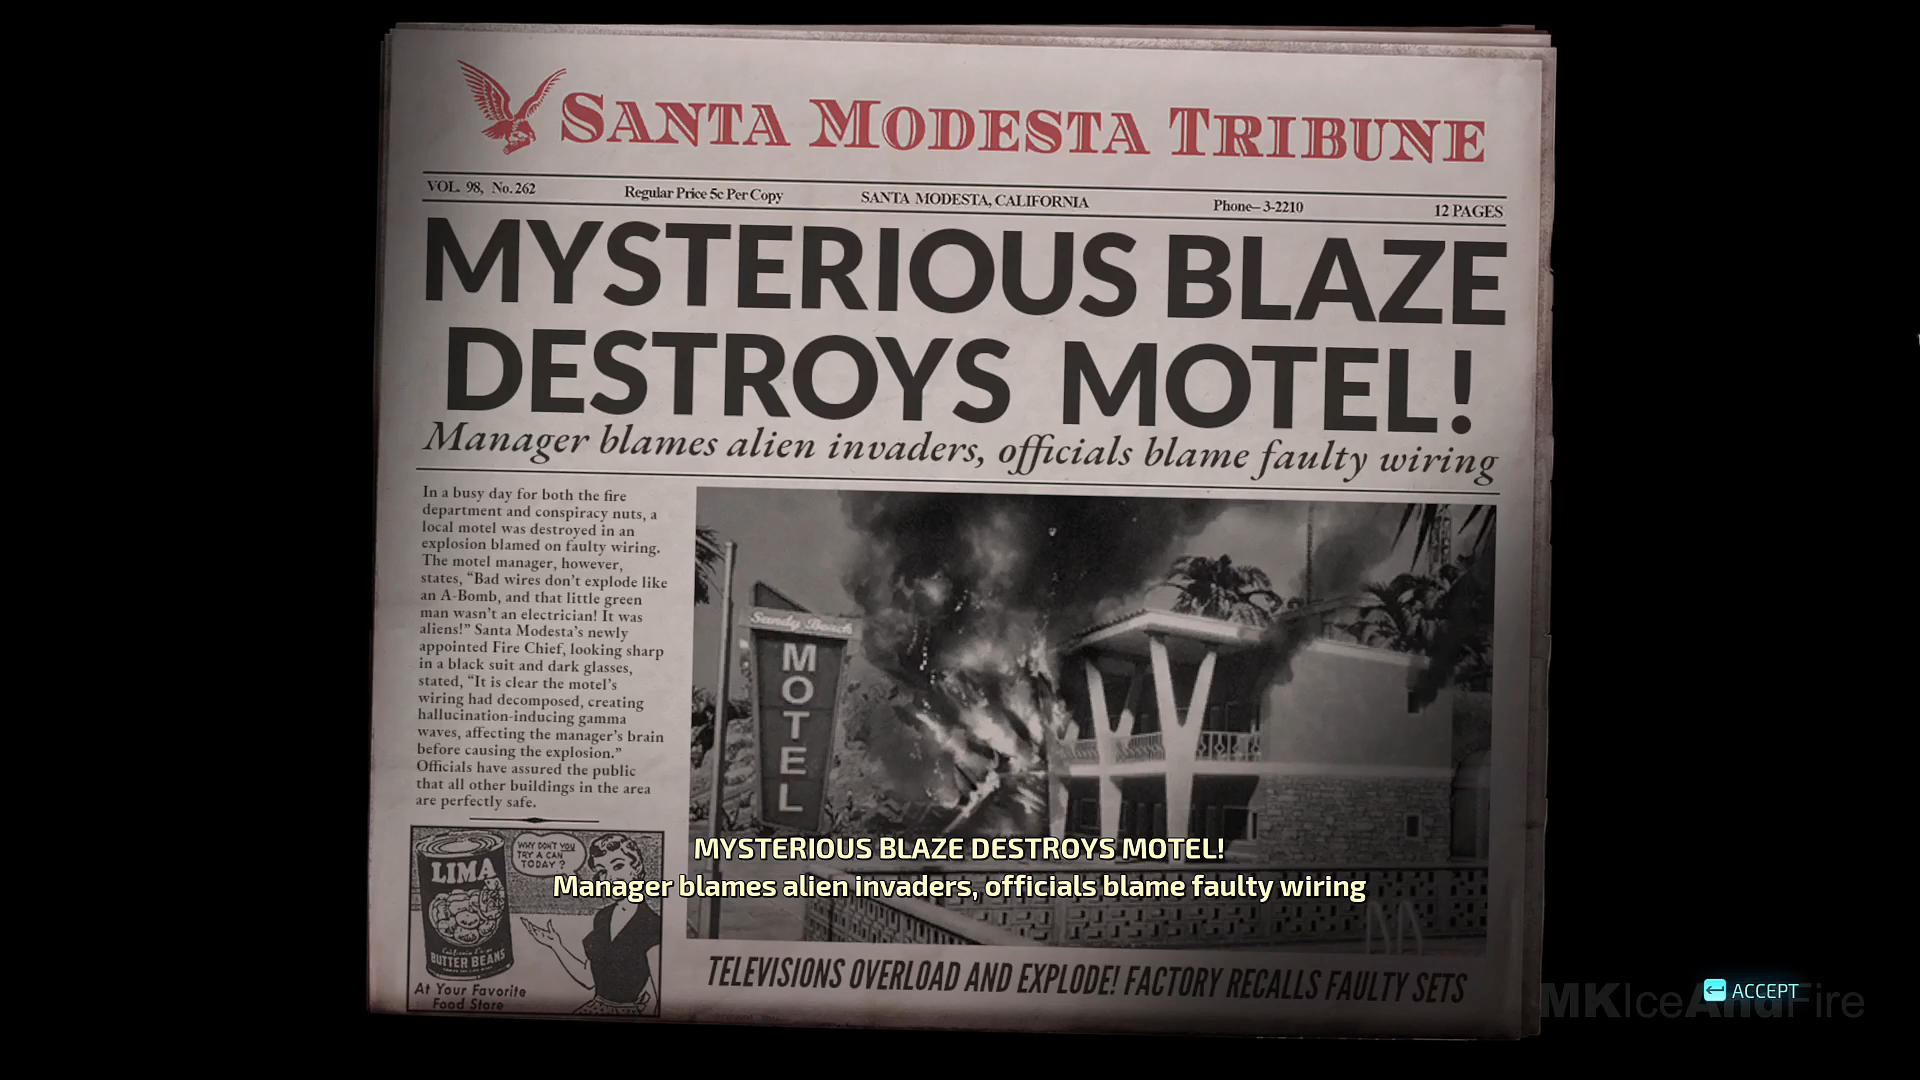 SANTA MODESTA TRIBUNE
VOL. 98, No. 262
Regular Price 5c Per Copy
SANTA MODESTA, CALIFORNIA
Phone– 3-2210
12 PAGES
MYSTERIOUS BLAZE
DESTROYS MOTEL!
Manager blames alien invaders, officials blame faulty wiring
In a busy day for both the fire
department and conspiracy nuts, a
local motel was destroyed in an
explosion blamed on faulty wiring.
The motel manager, however,
states, “Bad wires don’t explode like
an A-Bomb, and that little green
man wasn’t an electrician! It was
aliens!” Santa Modesta’s newly
appointed Fire Chief, looking sharp
in a black suit and dark glasses,
stated, “It is clear the motel’s
wiring had decomposed, creating
hallucination-inducing gamma
waves, affecting the manager’s brain
before causing the explosion.”
Officials have assured the public
that all other buildings in the area
are perfectly safe.
Sandy Beach
MOTEL
LIMA
BUTTER BEANS
WHY DON'T YOU
TRY A CAN
TODAY?
At Your Favorite
Food Store
MYSTERIOUS BLAZE DESTROYS MOTEL!
Manager blames alien invaders, officials blame faulty wiring
TELEVISIONS OVERLOAD AND EXPLODE! FACTORY RECALLS FAULTY SETS
ACCEPT
MKIceAndFire